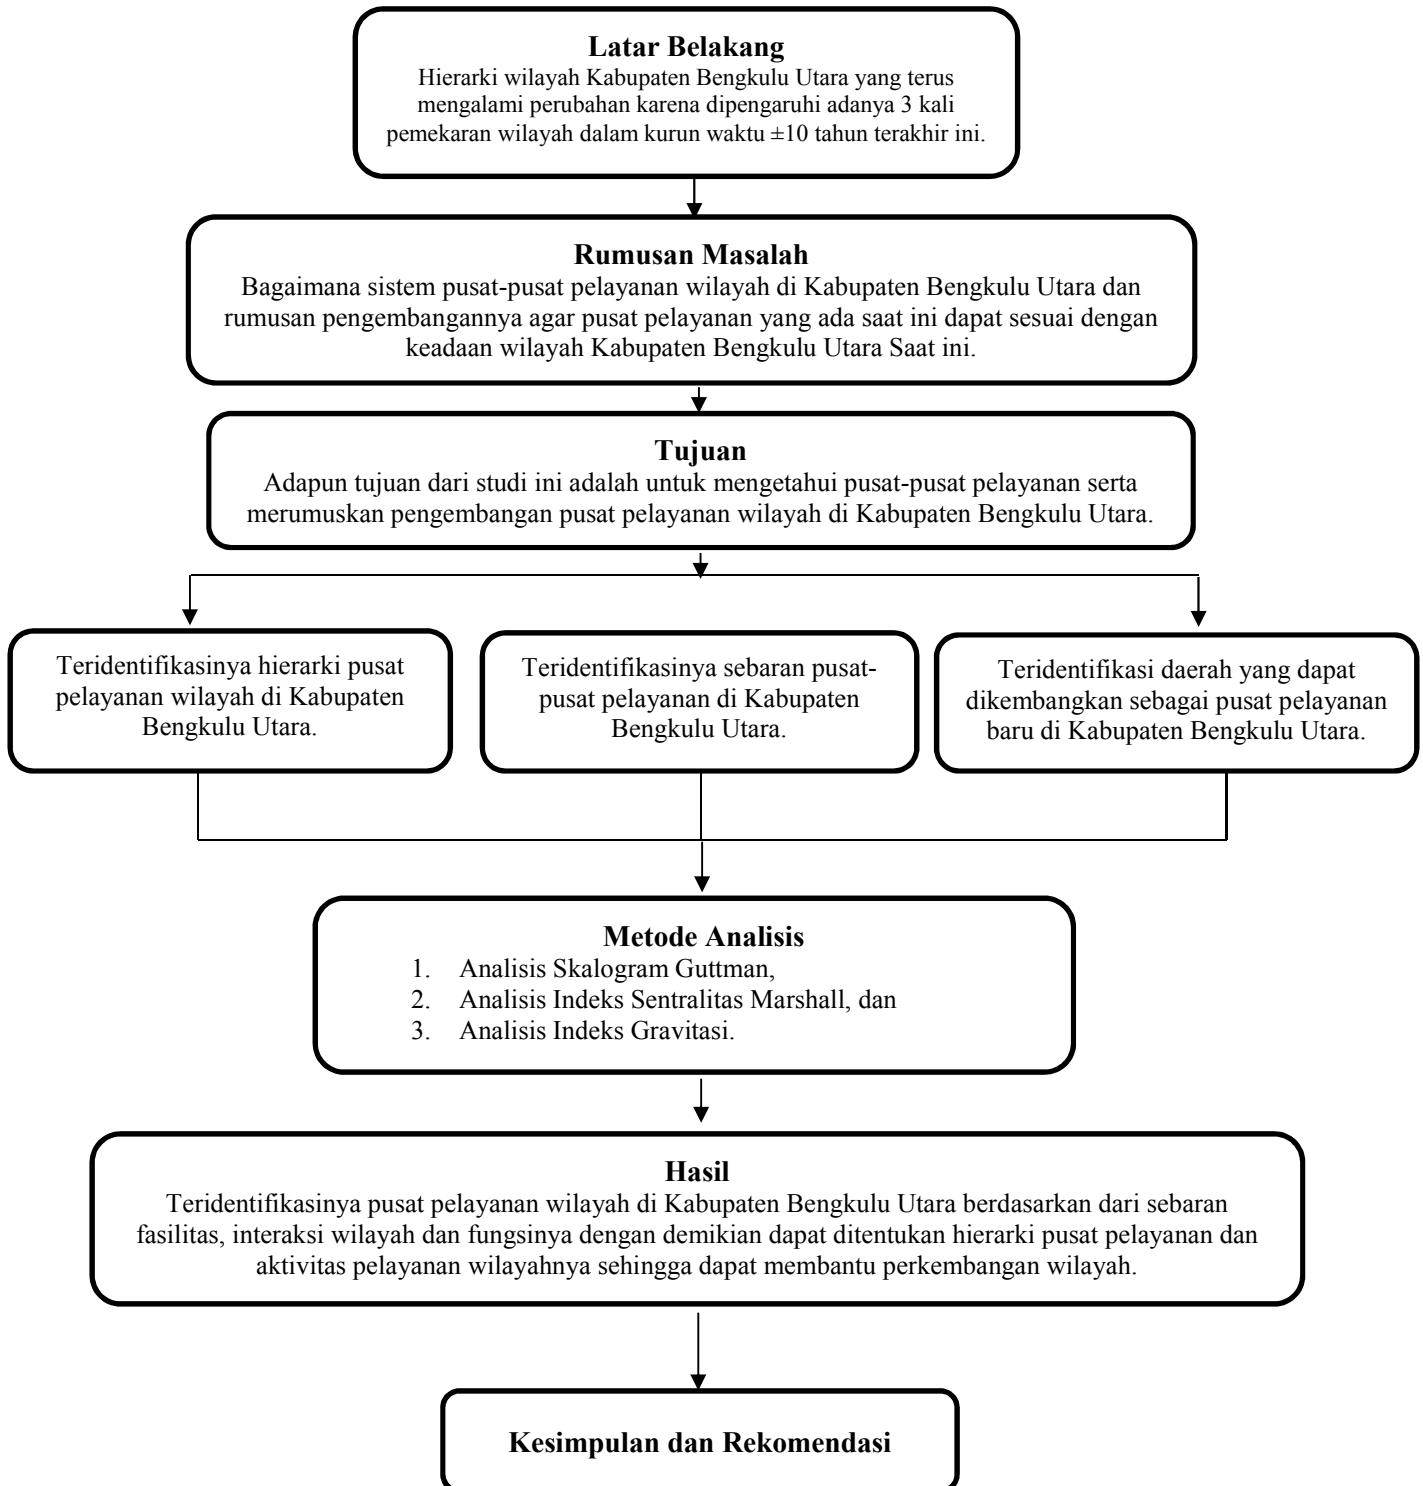 Latar Belakang
Hierarki wilayah Kabupaten Bengkulu Utara yang terus
mengalami perubahan karena dipengaruhi adanya 3 kali
pemekaran wilayah dalam kurun waktu ±10 tahun terakhir ini.
Rumusan Masalah
Bagaimana sistem pusat-pusat pelayanan wilayah di Kabupaten Bengkulu Utara dan
rumusan pengembangannya agar pusat pelayanan yang ada saat ini dapat sesuai dengan
keadaan wilayah Kabupaten Bengkulu Utara Saat ini.
Tujuan
Adapun tujuan dari studi ini adalah untuk mengetahui pusat-pusat pelayanan serta
merumuskan pengembangan pusat pelayanan wilayah di Kabupaten Bengkulu Utara.
Teridentifikasinya hierarki pusat
pelayanan wilayah di Kabupaten
Bengkulu Utara.
Teridentifikasinya sebaran pusat-
pusat pelayanan di Kabupaten
Bengkulu Utara.
Teridentifikasi daerah yang dapat
dikembangkan sebagai pusat pelayanan
baru di Kabupaten Bengkulu Utara.
Metode Analisis
1. Analisis Skalogram Guttman,
2. Analisis Indeks Sentralitas Marshall, dan
3. Analisis Indeks Gravitasi.
Hasil
Teridentifikasinya pusat pelayanan wilayah di Kabupaten Bengkulu Utara berdasarkan dari sebaran
fasilitas, interaksi wilayah dan fungsinya dengan demikian dapat ditentukan hierarki pusat pelayanan dan
aktivitas pelayanan wilayahnya sehingga dapat membantu perkembangan wilayah.
Kesimpulan dan Rekomendasi